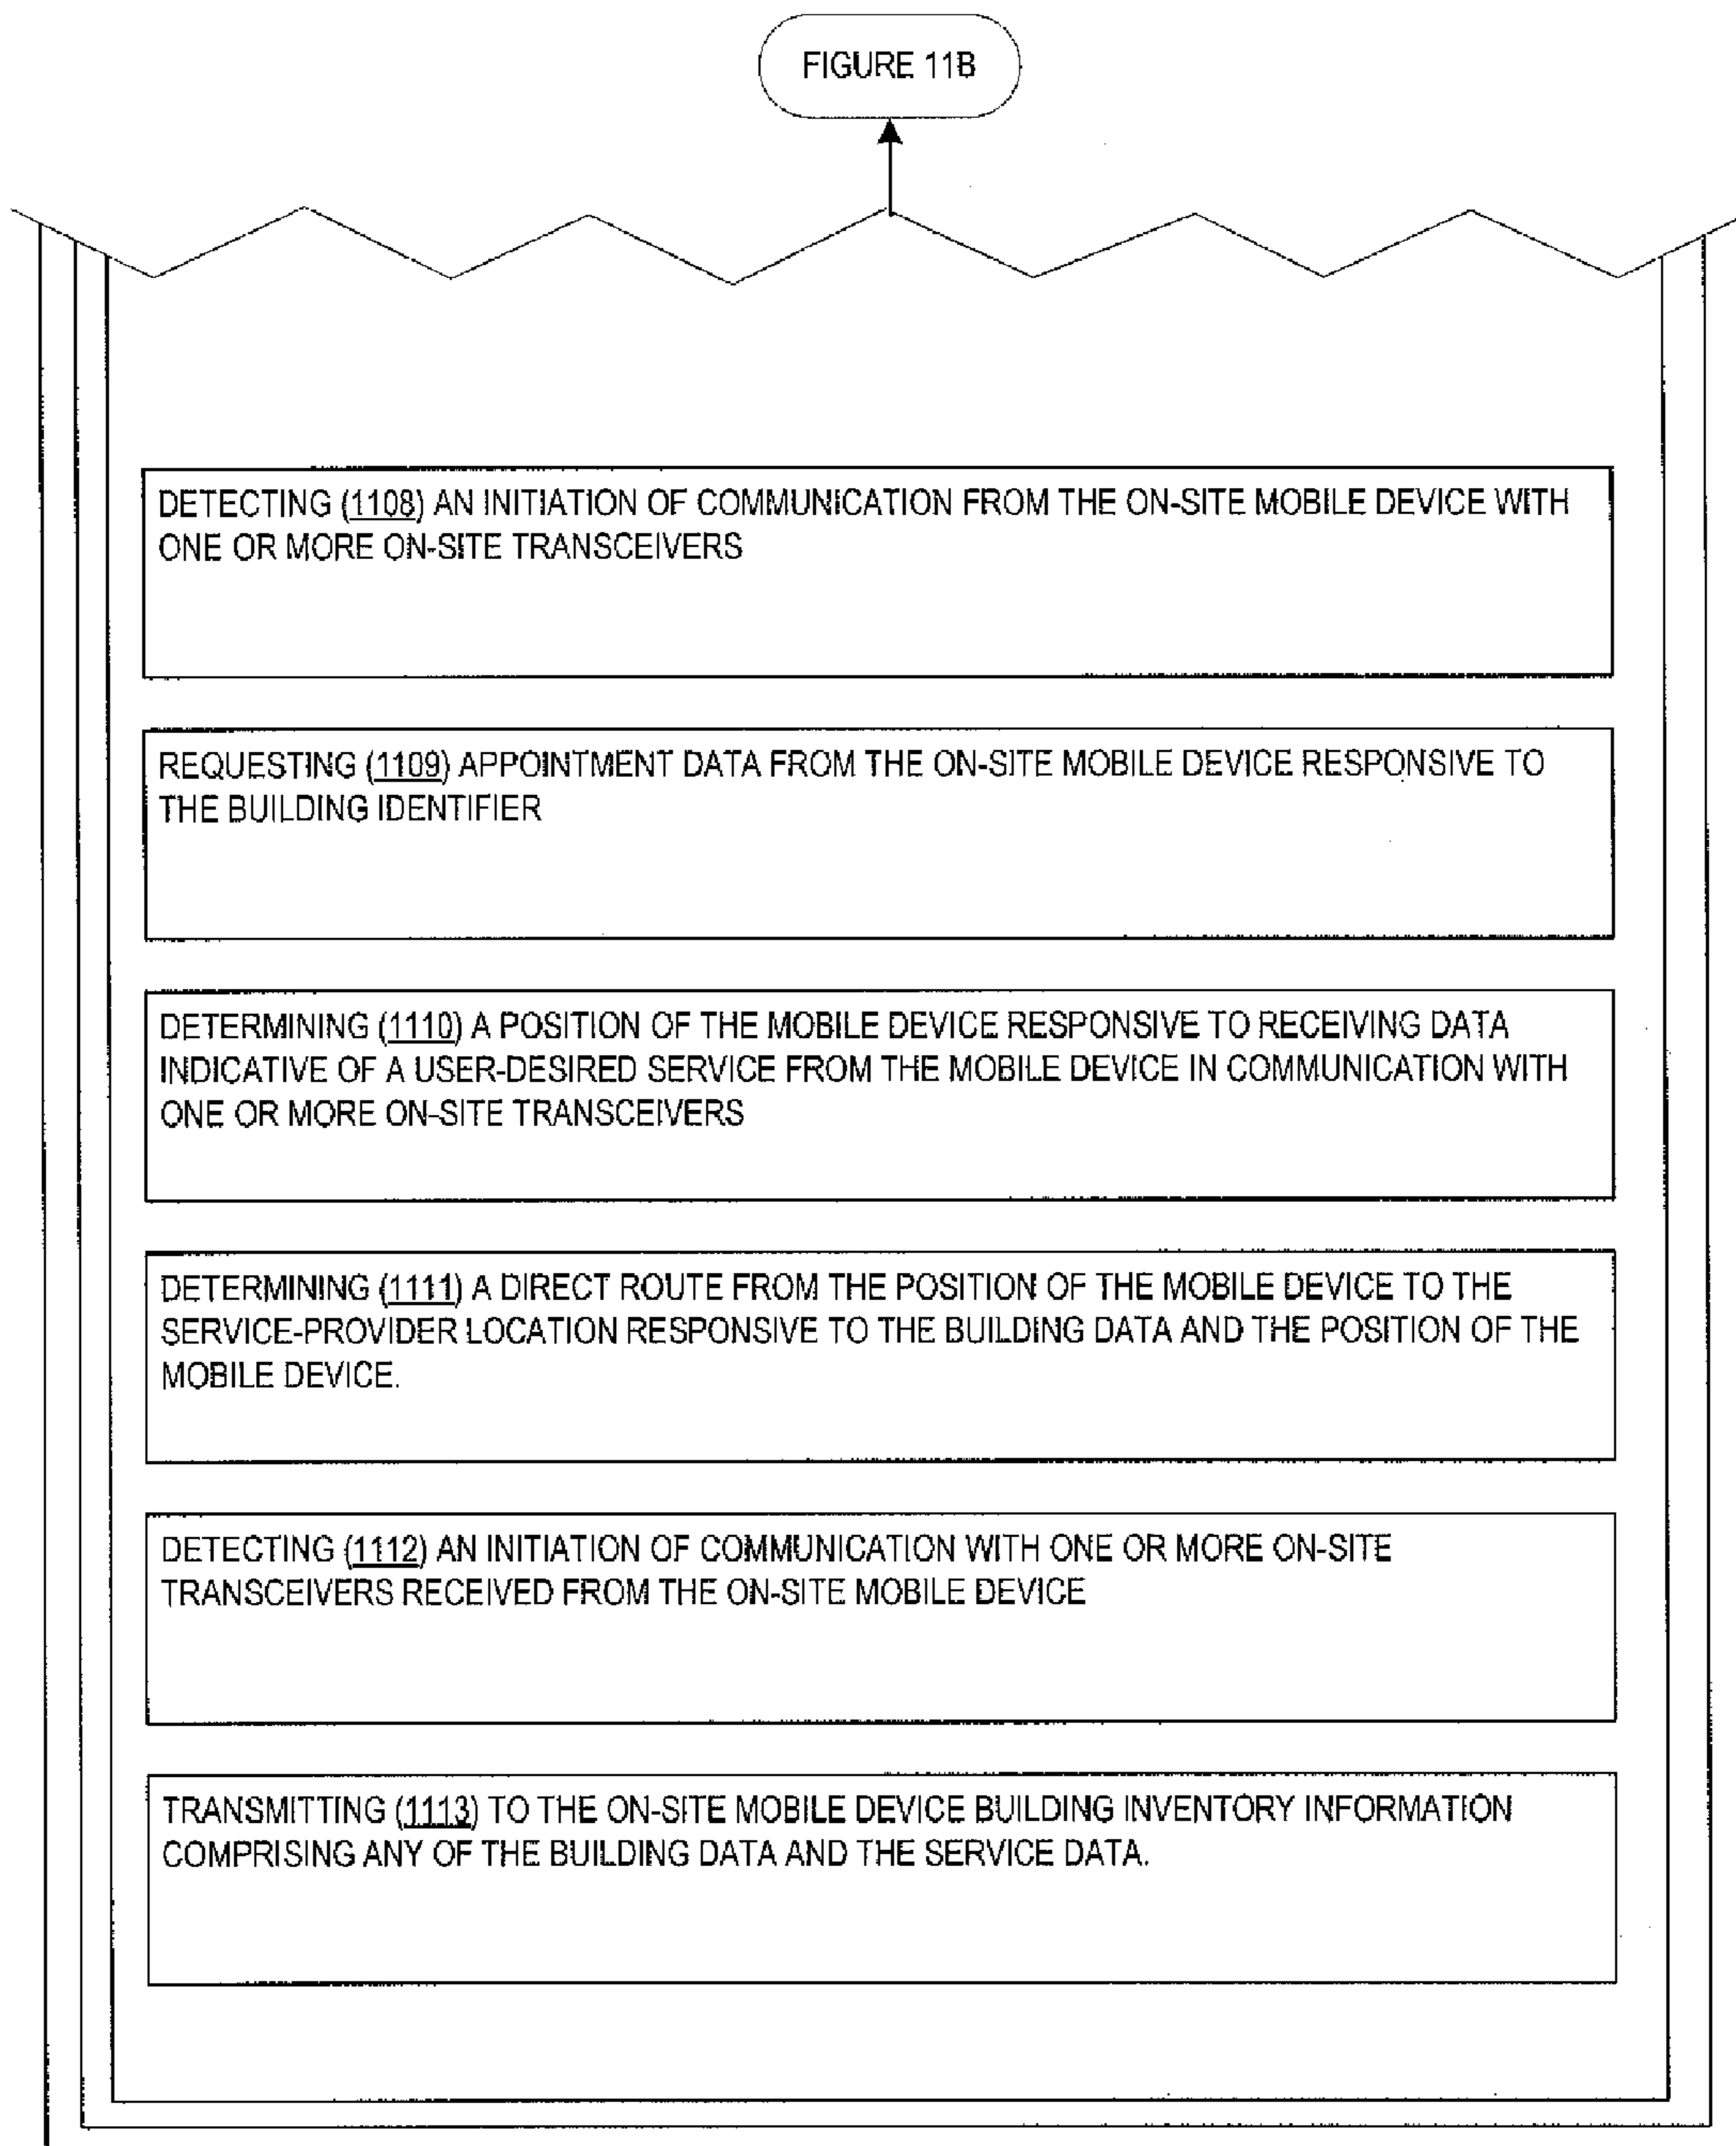 FIGURE 11B
DETECTING (1108) AN INITIATION OF COMMUNICATION FROM THE ON-SITE MOBILE DEVICE WITH
ONE OR MORE ON-SITE TRANSCEIVERS
REQUESTING (1109) APPOINTMENT DATA FROM THE ON-SITE MOBILE DEVICE RESPONSIVE TO
THE BUILDING IDENTIFIER
DETERMINING (1110) A POSITION OF THE MOBILE DEVICE RESPONSIVE TO RECEIVING DATA
INDICATIVE OF A USER-DESIRED SERVICE FROM THE MOBILE DEVICE IN COMMUNICATION WITH
ONE OR MORE ON-SITE TRANSCEIVERS
DETERMINING (1111) A DIRECT ROUTE FROM THE POSITION OF THE MOBILE DEVICE TO THE
SERVICE-PROVIDER LOCATION RESPONSIVE TO THE BUILDING DATA AND THE POSITION OF THE
MOBILE DEVICE.
DETECTING (1112) AN INITIATION OF COMMUNICATION WITH ONE OR MORE ON-SITE
TRANSCEIVERS RECEIVED FROM THE ON-SITE MOBILE DEVICE
TRANSMITTING (1113) TO THE ON-SITE MOBILE DEVICE BUILDING INVENTORY INFORMATION
COMPRISING ANY OF THE BUILDING DATA AND THE SERVICE DATA.